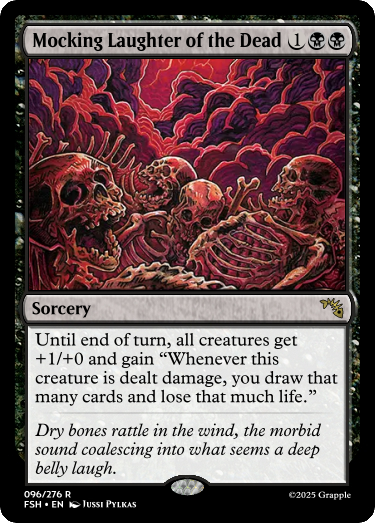 Mocking Laughter of the Dead 1
Sorcery
Until end of turn, all creatures get
+1/+0 and gain “Whenever this
creature is dealt damage, you draw that
many cards and lose that much life.”
Dry bones rattle in the wind, the morbid
sound coalescing into what seems a deep
belly laugh.
096/276 R
FSH • EN Jussi Pylkas
©2025 Grapple